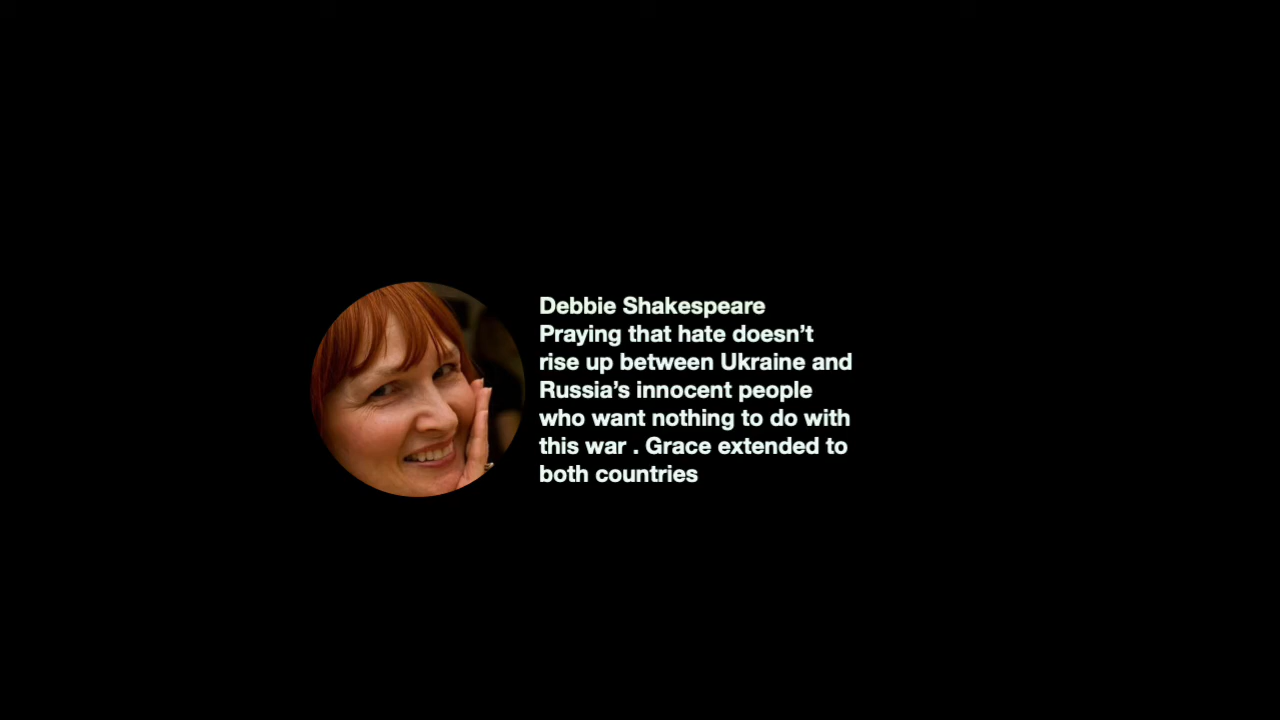 Debbie Shakespeare
Praying that hate doesn’t
rise up between Ukraine and
Russia’s innocent people
who want nothing to do with
this war . Grace extended to
both countries